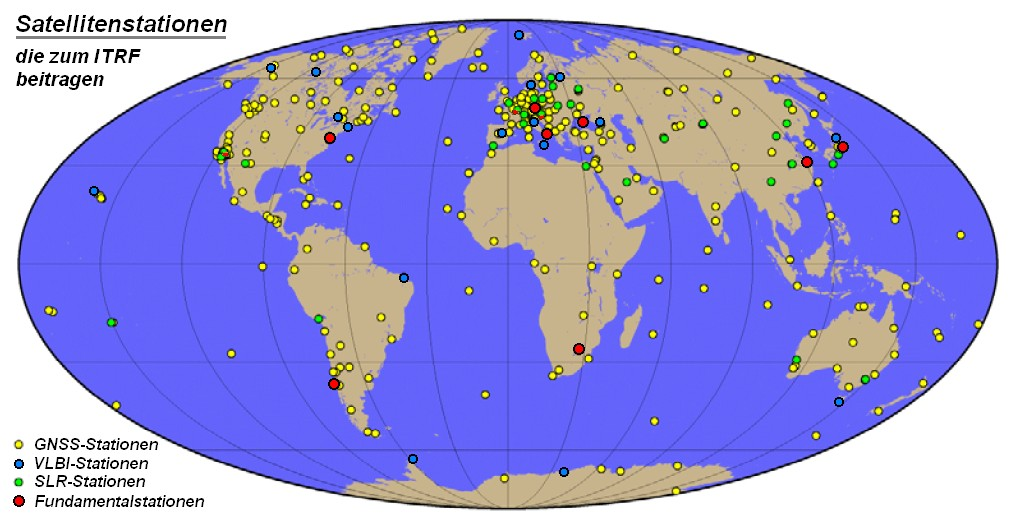 Satellitenstationen
die zum ITRF
beitragen
GNSS-Stationen
VLBI-Stationen
SLR-Stationen
Fundamentalstationen